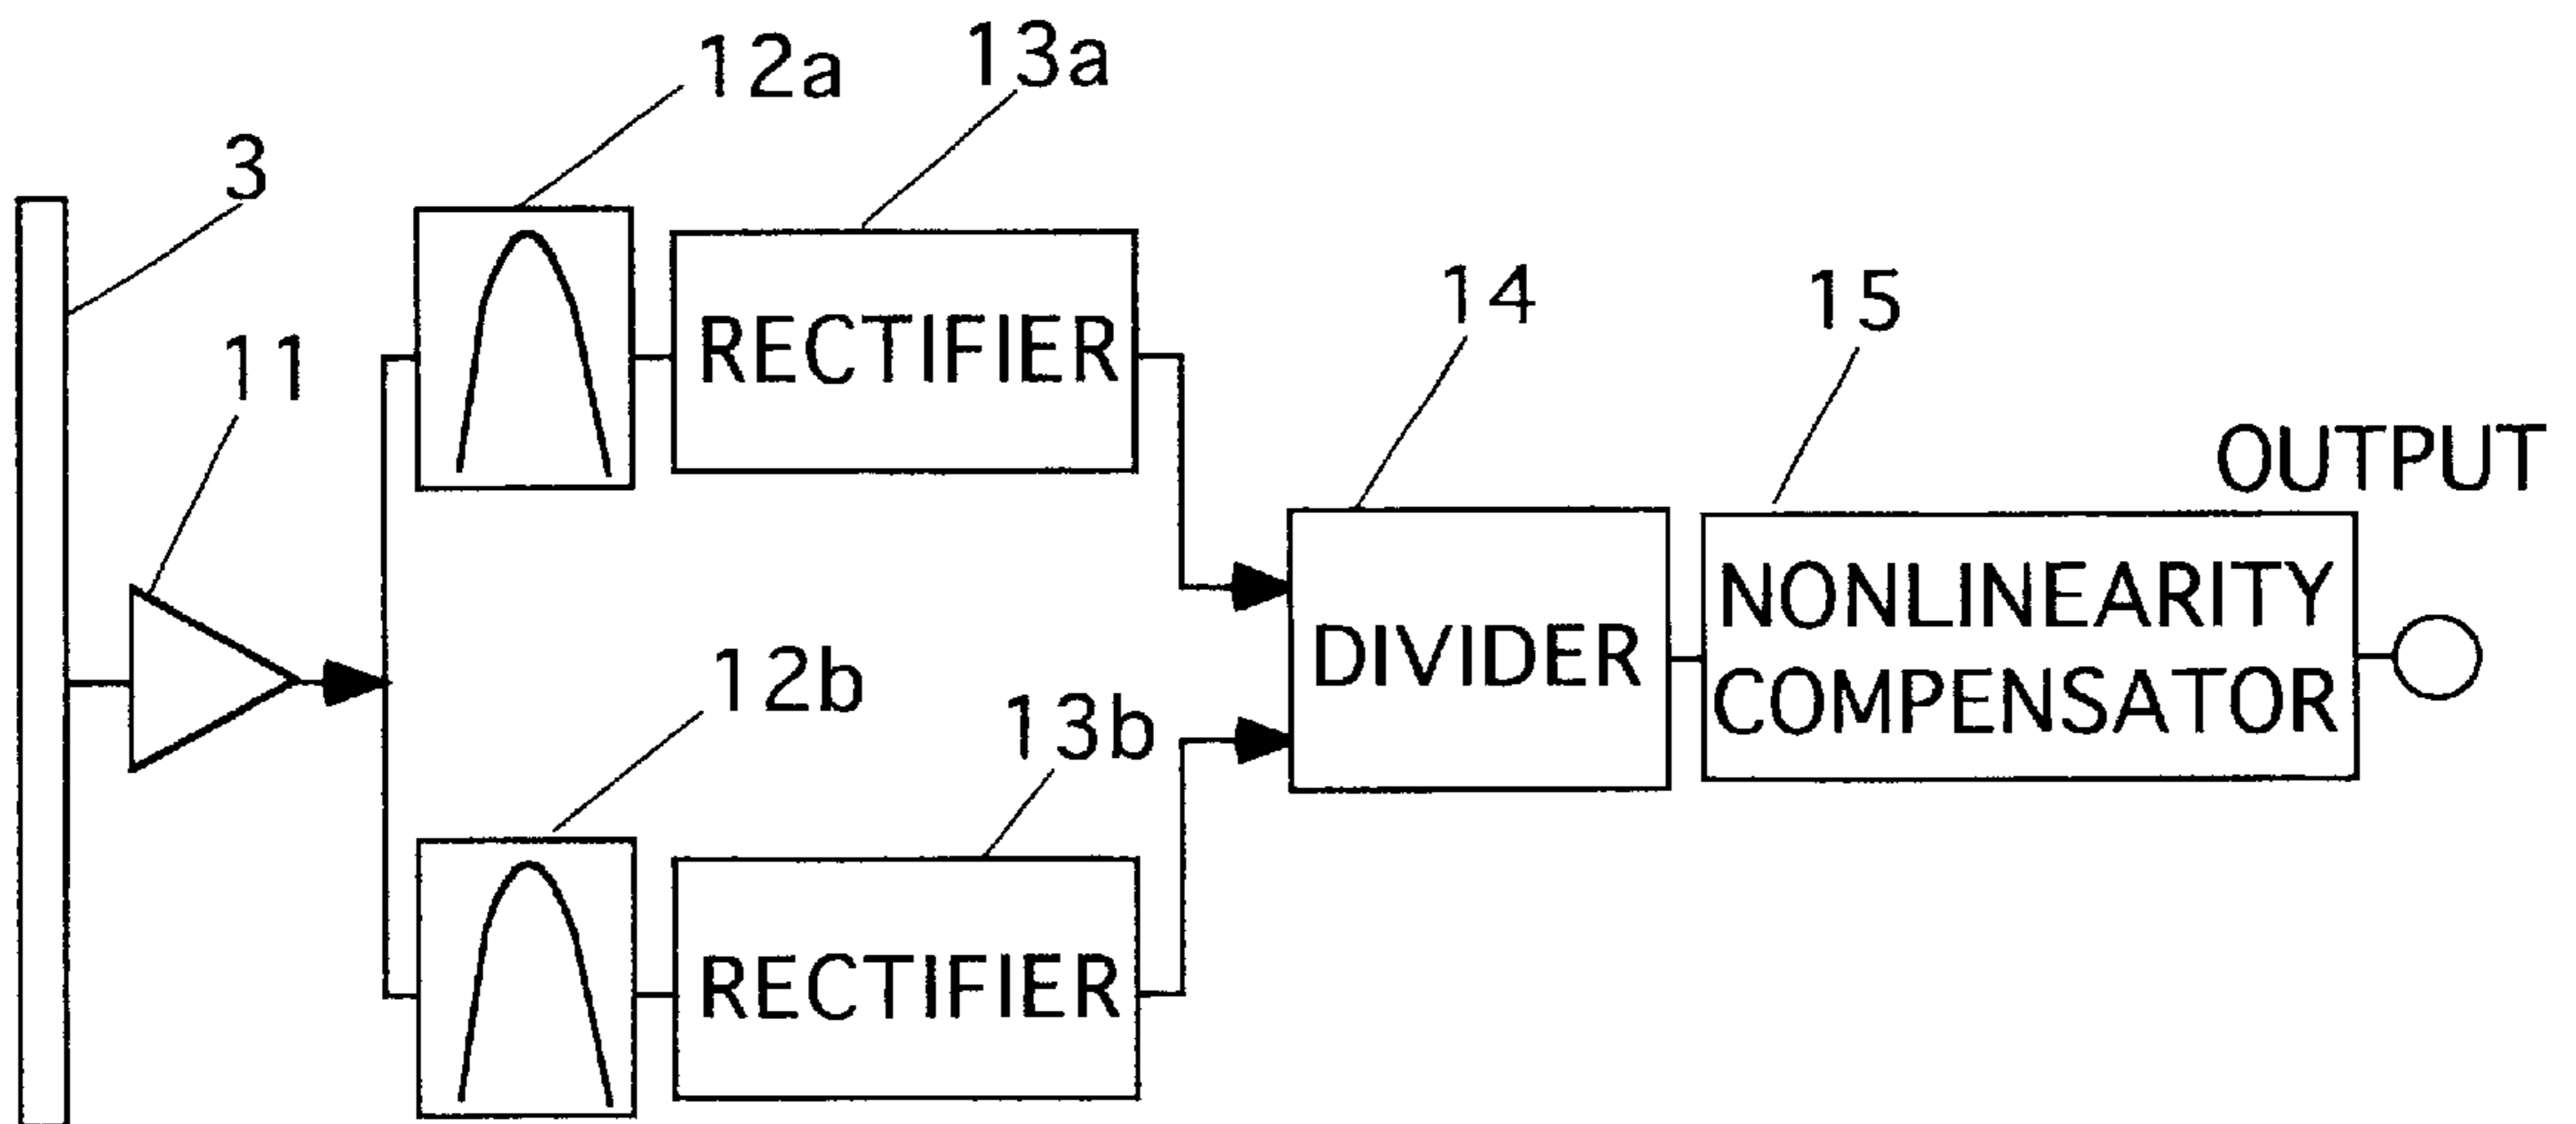 12a
13a
3
11
RECTIFIER
14
15
OUTPUT
DIVIDER
NONLINEARITY
COMPENSATOR
12b
13b
RECTIFIER